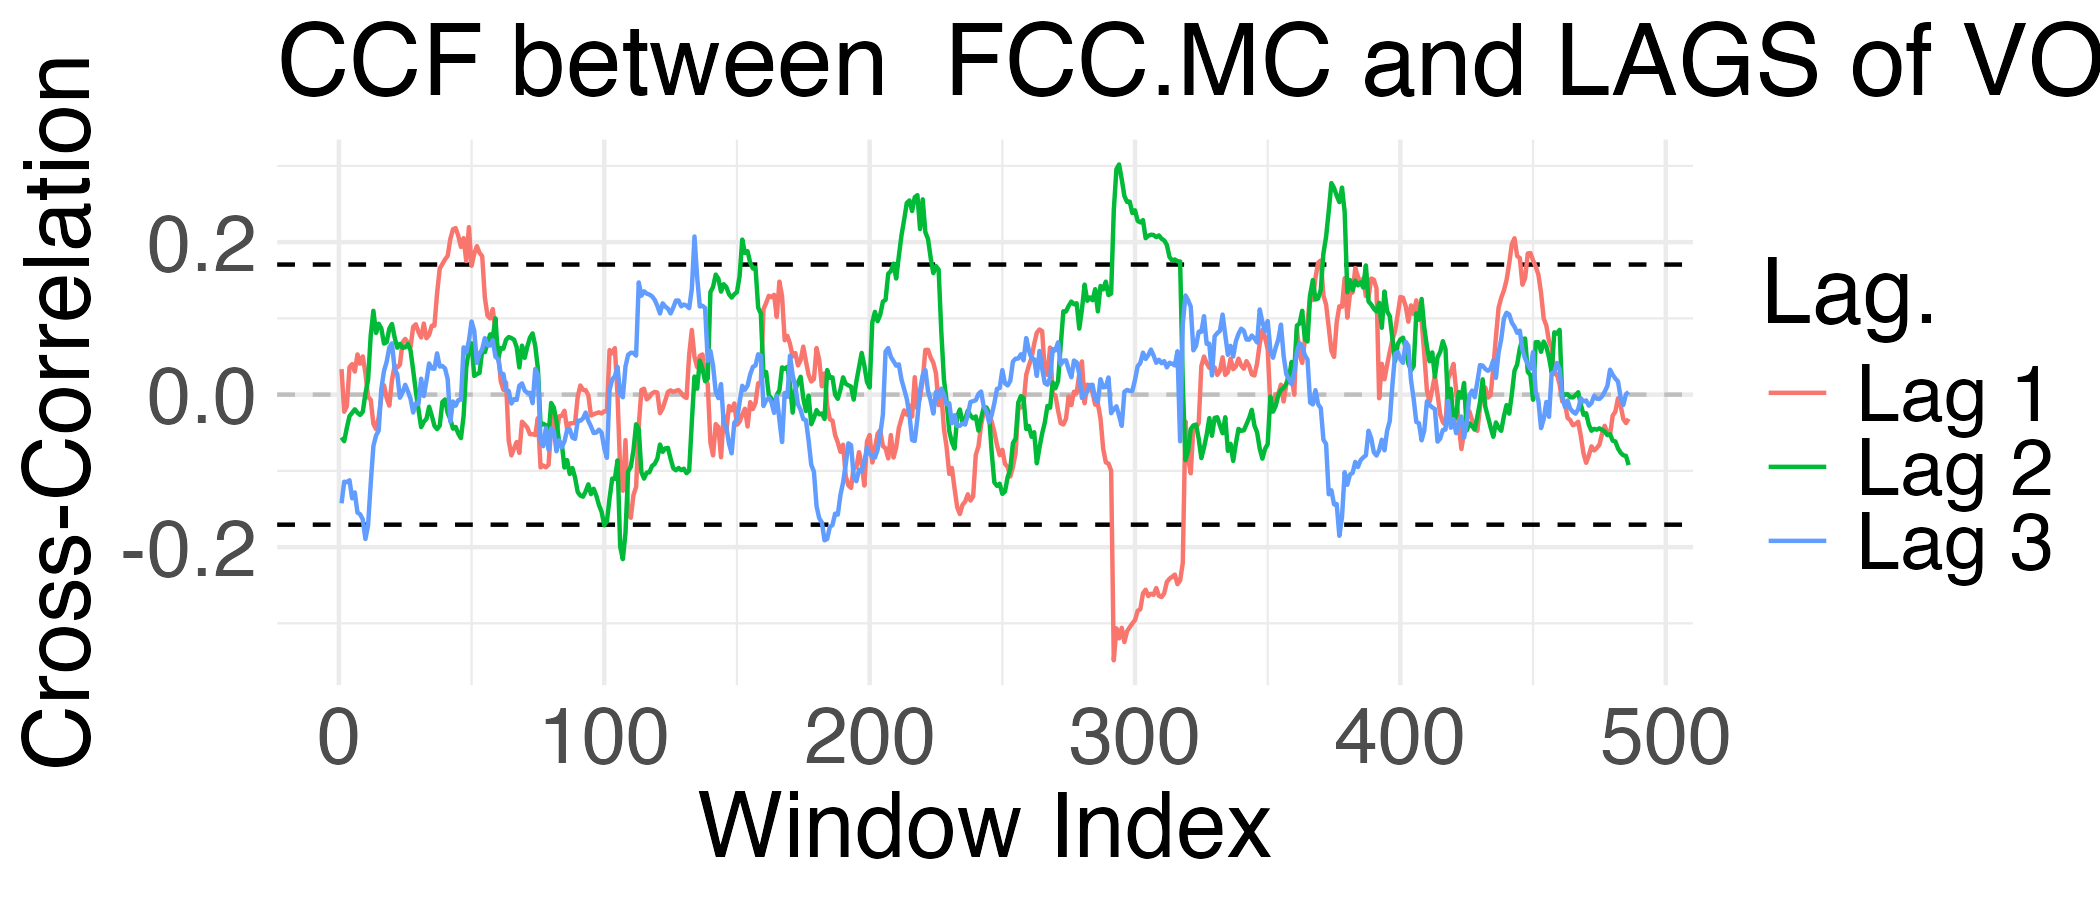 CCF between  FCC.MC and LAGS of VO
Cross-Correlation
0.2
0.0
-0.2
0
100
200
300
400
500
Window Index
Lag.
Lag 1
Lag 2
Lag 3